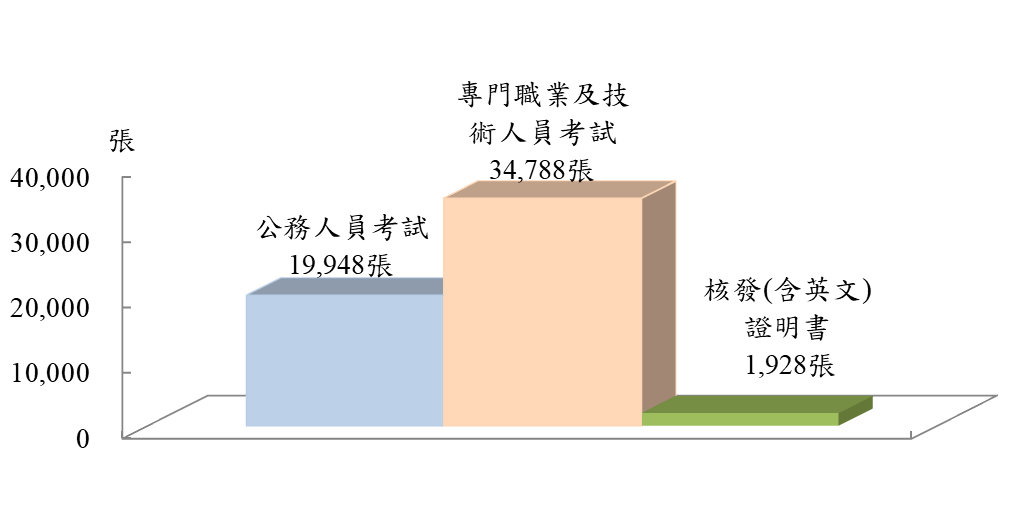 專門職業及技
術人員考試
34,788張
張
40,000
30,000
20,000
10,000
0
公務人員考試
19,948張
核發(含英文)
證明書
1,928張